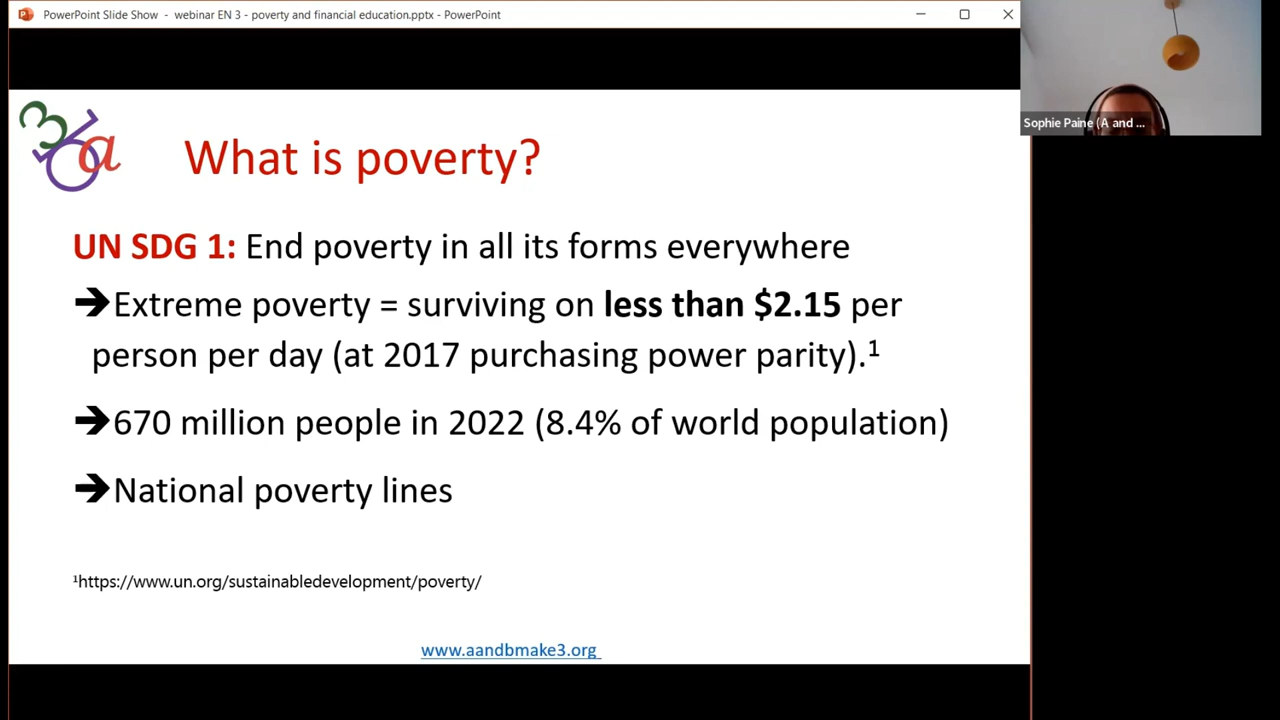 PowerPoint Slide Show - webinar EN 3 - poverty and financial education.pptx - PowerPoint
Sophie Paine (A and ...
36a
What is poverty?
UN SDG 1: End poverty in all its forms everywhere
➔Extreme poverty = surviving on less than $2.15 per
person per day (at 2017 purchasing power parity).¹
➔670 million people in 2022 (8.4% of world population)
➔National poverty lines
¹https://www.un.org/sustainabledevelopment/poverty/
www.aandbmake3.org